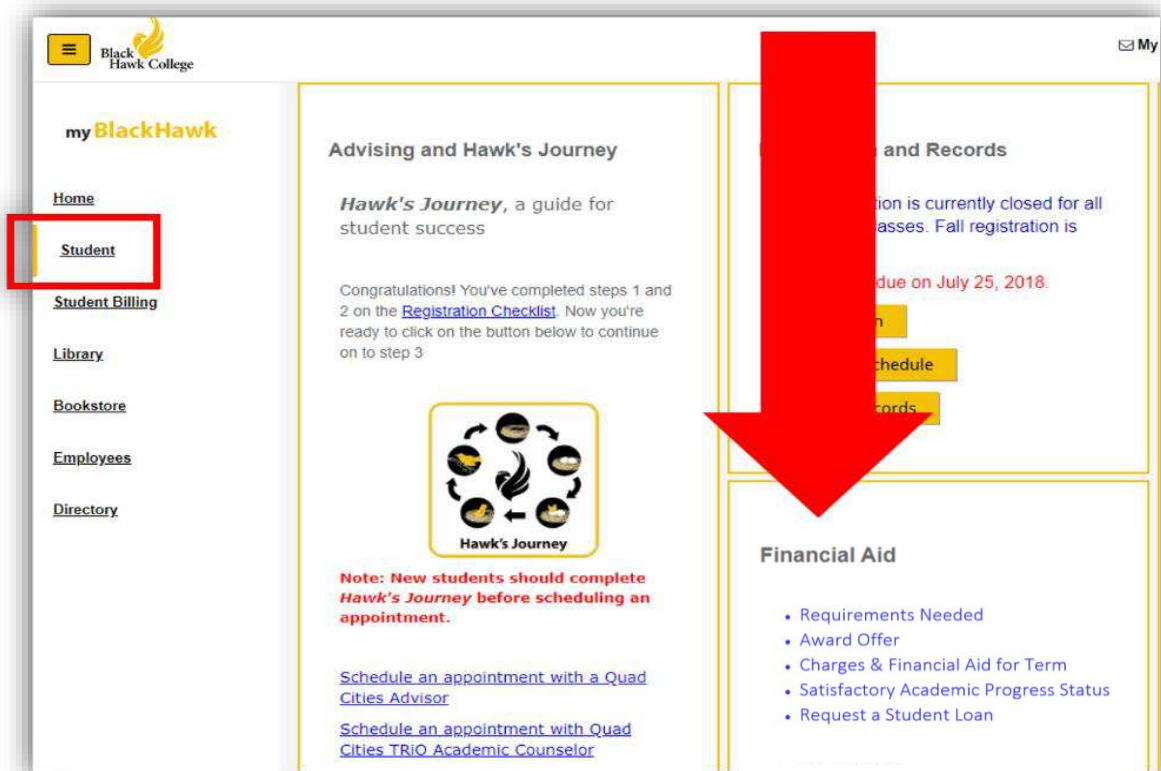 Black
Hawk College
My
myBlackHawk
Home
Student
Student Billing
Library
Bookstore
Employees
Directory
Advising and Hawk's Journey
Hawk's Journey, a guide for
student success
Congratulations! You've completed steps 1 and
2 on the Registration Checklist. Now you're
ready to click on the button below to continue
on to step 3
Hawk's Journey
Note: New students should complete
Hawk's Journey before scheduling an
appointment.
Schedule an appointment with a Quad
Cities Advisor
Schedule an appointment with Quad
Cities TRiO Academic Counselor
and Records
is currently closed for all
Fall registration is
due on July 25, 2018.
Financial Aid
• Requirements Needed
• Award Offer
• Charges & Financial Aid for Term
• Satisfactory Academic Progress Status
• Request a Student Loan